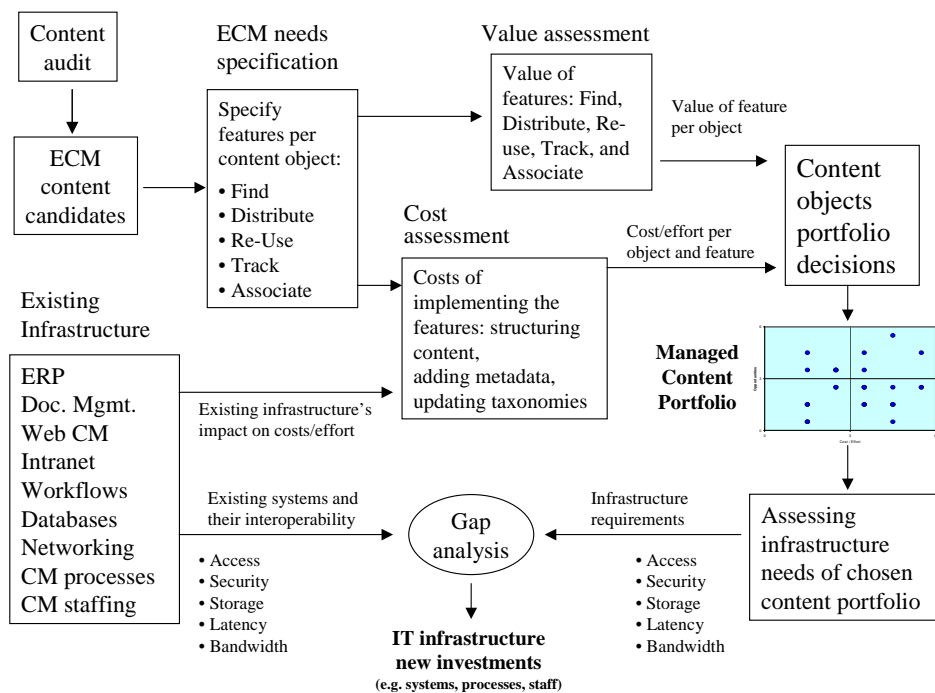 Content
audit
ECM
content
candidates
ECM needs
specification
Specify
features per
content object:
• Find
• Distribute
• Re-Use
• Track
• Associate
Value assessment
Value of
features: Find,
Distribute, Re-
use, Track, and
Associate
Value of feature
per object
Cost
assessment
Costs of
implementing the
features: structuring
content,
adding metadata,
updating taxonomies
Cost/effort per
object and feature
Content
objects
portfolio
decisions
Existing
Infrastructure
ERP
Doc. Mgmt.
Web CM
Intranet
Workflows
Databases
Networking
CM processes
CM staffing
Existing infrastructure's
impact on costs/effort
Managed
Content
Portfolio
Cost / Effort
Existing systems and
their interoperability
• Access
• Security
• Storage
• Latency
• Bandwidth
Gap
analysis
Infrastructure
requirements
• Access
• Security
• Storage
• Latency
• Bandwidth
Assessing
infrastructure
needs of chosen
content portfolio
IT infrastructure
new investments
(e.g. systems, processes, staff)